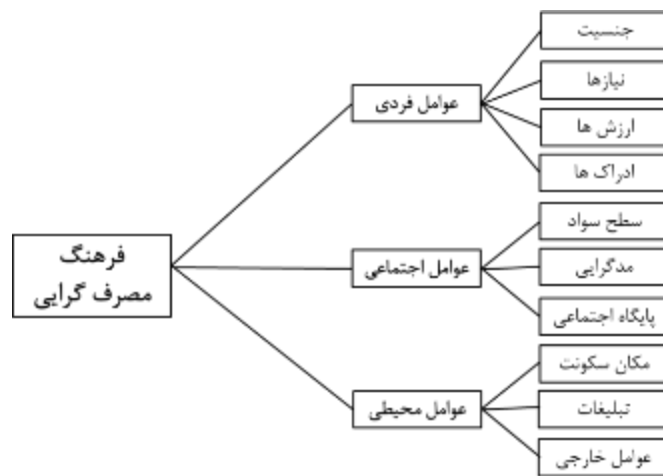 فرهنگ
مصرف گرایی
عوامل فردی
جنسیت
نیازها
ارزش ها
ادراک ها
عوامل اجتماعی
سطح سواد
مدگرایی
پایگاه اجتماعی
عوامل محیطی
مکان سکونت
تبلیغات
عوامل خارجی